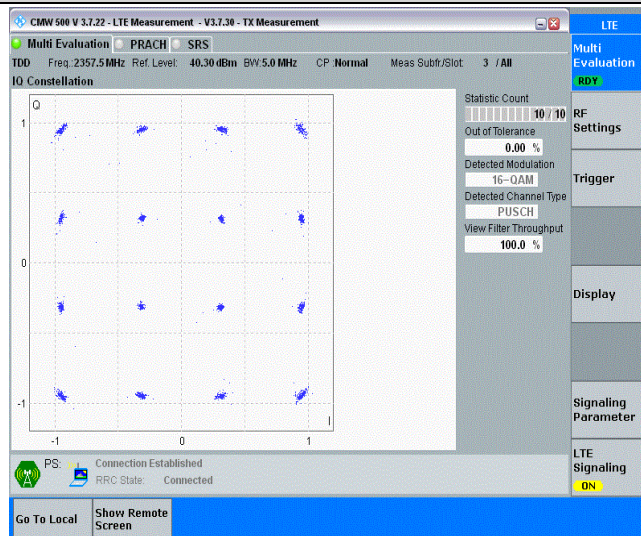 CMW 500 V 3.7.22 - LTE Measurement - V3.7.30 - TX Measurement
LTE
Multi Evaluation PRACH SRS
Multi
Evaluation
RDY
TDD Freq.:2357.5 MHz Ref. Level: 40.30 dBm BW:5.0 MHz CP :Normal Meas Subfr./Slot: 3 / All
IQ Constellation
Q
1
0
-1
-1 0 1
I
Statistic Count
10 / 10
Out of Tolerance
0.00 %
Detected Modulation
16-QAM
Detected Channel Type
PUSCH
View Filter Throughput
100.0 %
RF
Settings
Trigger
Display
Signaling
Parameter
LTE
Signaling
ON
PS: Connection Established
RRC State: Connected
Go To Local
Show Remote
Screen